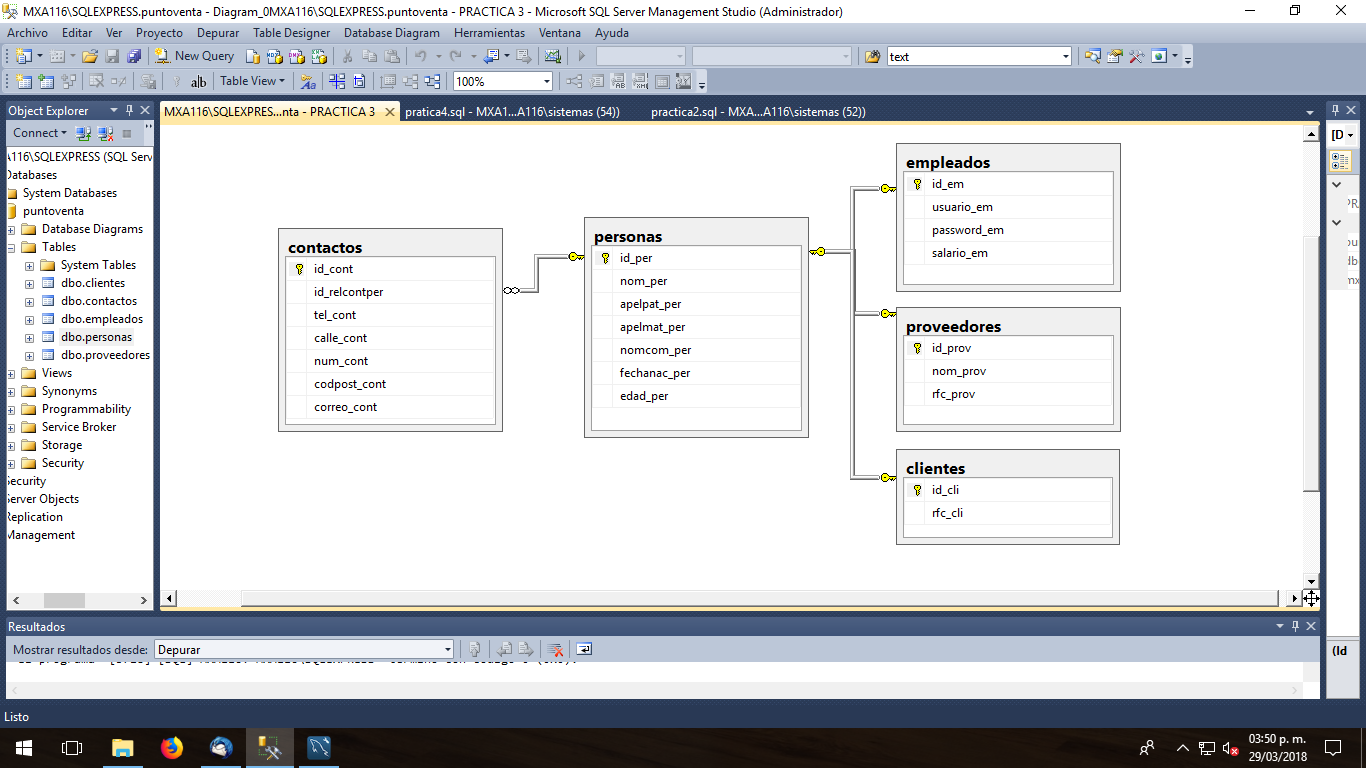 MXA116\SQLEXPRESS.puntoventa - Diagram_0MXA116\SQLEXPRESS.puntoventa - PRACTICA 3 - Microsoft SQL Server Management Studio (Administrador)
Archivo Editar Ver Proyecto Depurar Table Designer Database Diagram Herramientas Ventana Ayuda
New Query text
Table View 100%
Object Explorer
MXA116\SQLEXPRES...nta - PRACTICA 3
pratica4.sql - MXA1...A116\sistemas (54))
practica2.sql - MXA...A116\sistemas (52))
Connect
A116\SQLEXPRESS (SQL Serv
Databases
System Databases
puntoventa
Database Diagrams
Tables
System Tables
dbo.clientes
dbo.contactos
dbo.empleados
dbo.personas
dbo.proveedores
Views
Synonyms
Programmability
Service Broker
Storage
Security
Security
Server Objects
Replication
Management
contactos
id_cont
id_relcontper
tel_cont
calle_cont
num_cont
codpost_cont
correo_cont
personas
id_per
nom_per
apelpat_per
apelmat_per
nomcom_per
fechanac_per
edad_per
empleados
id_em
usuario_em
password_em
salario_em
proveedores
id_prov
nom_prov
rfc_prov
clientes
id_cli
rfc_cli
[D
PR
pu
db
mx
(Id
Resultados
Mostrar resultados desde: Depurar
Listo
03:50 p. m.
29/03/2018